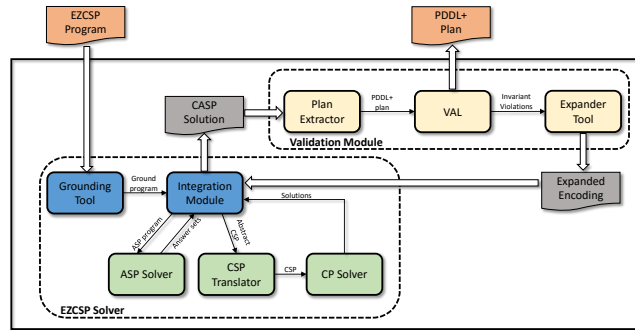 EZCSP
Program
PDDL+
Plan
CASP
Solution
Plan
Extractor
PDDL+
plan
VAL
Invariant
Violations
Expander
Tool
Validation Module
Grounding
Tool
Ground
program
Integration
Module
Solutions
Expanded
Encoding
ASP program
Answer sets
Abstract
CSP
ASP Solver
CSP
Translator
CSP
CP Solver
EZCSP Solver